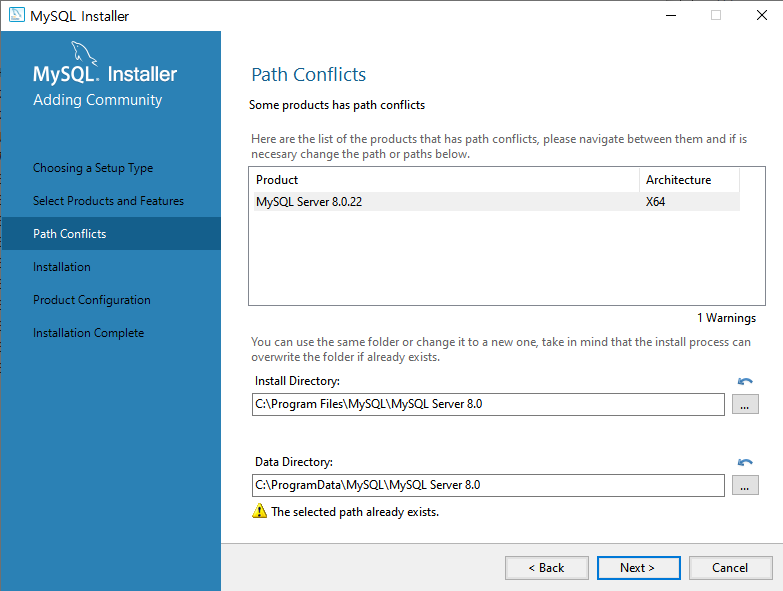 MySQL Installer
MySQL® Installer
Adding Community
Choosing a Setup Type
Select Products and Features
Path Conflicts
Installation
Product Configuration
Installation Complete
Path Conflicts
Some products has path conflicts
Here are the list of the products that has path conflicts, please navigate between them and if is
necesary change the path or paths below.
Product Architecture
MySQL Server 8.0.22 X64
1 Warnings
You can use the same folder or change it to a new one, take in mind that the install process can
overwrite the folder if already exists.
Install Directory:
C:\Program Files\MySQL\MySQL Server 8.0 ...
Data Directory:
C:\ProgramData\MySQL\MySQL Server 8.0 ...
The selected path already exists.
< Back Next > Cancel